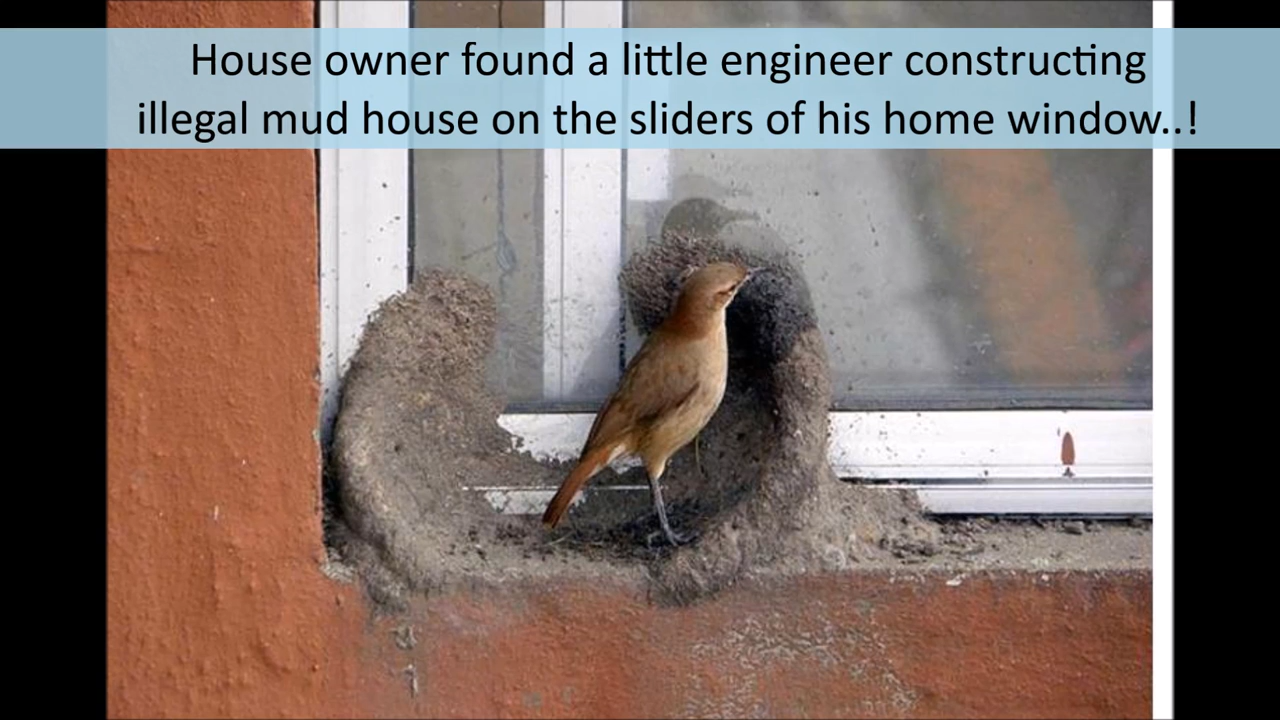 House owner found a little engineer constructing
illegal mud house on the sliders of his home window..!